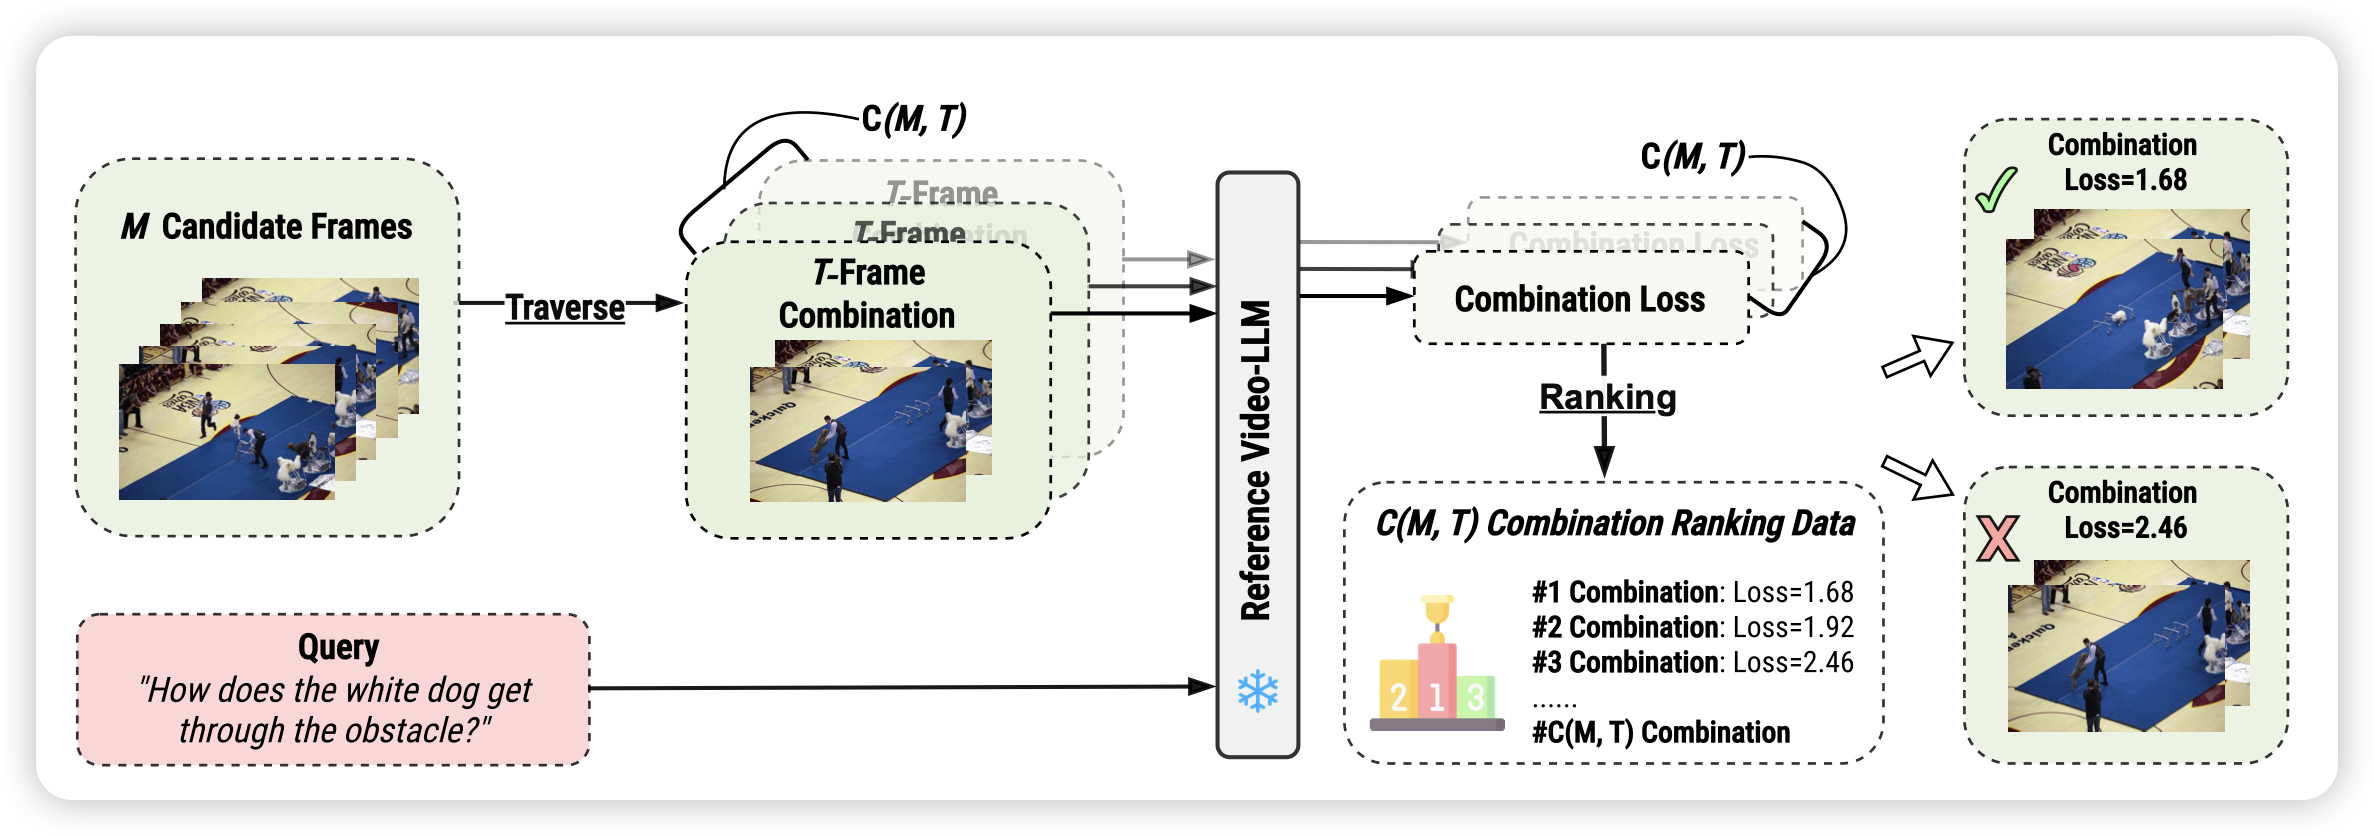 M Candidate Frames
Traverse
C(M, T)
T-Frame
T-Frame
T-Frame
Combination
Query
"How does the white dog get
through the obstacle?"
Reference Video-LLM
C(M, T)
Combination Loss
Combination Loss
Ranking
C(M, T) Combination Ranking Data
2 1 3
#1 Combination: Loss=1.68
#2 Combination: Loss=1.92
#3 Combination: Loss=2.46
......
#C(M, T) Combination
Combination
Loss=1.68
Combination
Loss=2.46